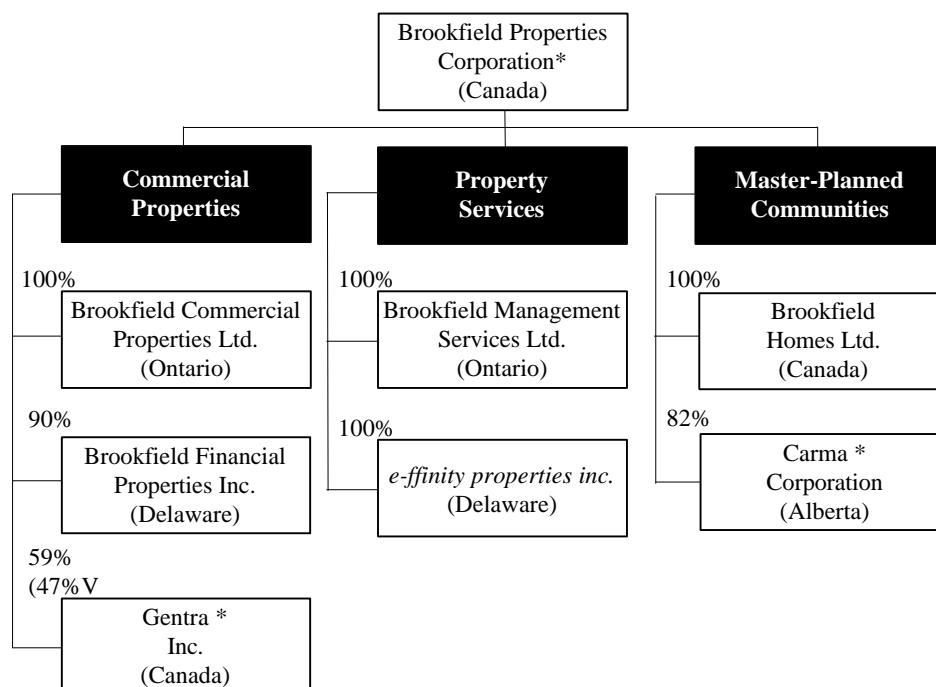 Brookfield Properties
Corporation*
(Canada)
Commercial
Properties
Property
Services
Master-Planned
Communities
100%
Brookfield Commercial
Properties Ltd.
(Ontario)
100%
Brookfield Management
Services Ltd.
(Ontario)
100%
Brookfield
Homes Ltd.
(Canada)
90%
Brookfield Financial
Properties Inc.
(Delaware)
100%
e-ffinity properties inc.
(Delaware)
82%
Carma *
Corporation
(Alberta)
59%
(47% V
Gentra *
Inc.
(Canada)